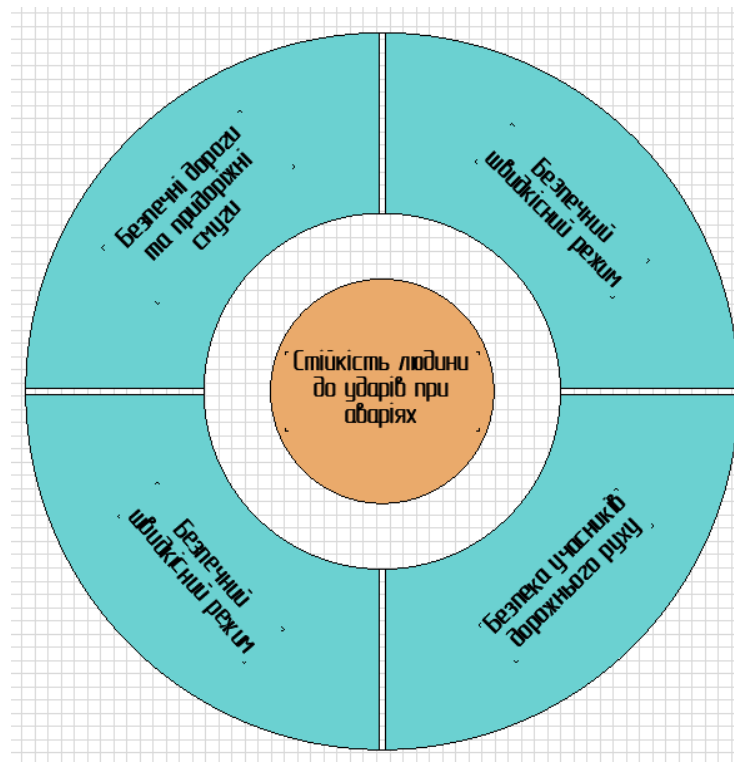 Безпечні дороги
та придоріжні
смуги
Безпечний
швидкісний режим
Стійкість людини
до ударів при
аваріях
Безпечний
швидкісний режим
Безпека учасників
дорожнього руху